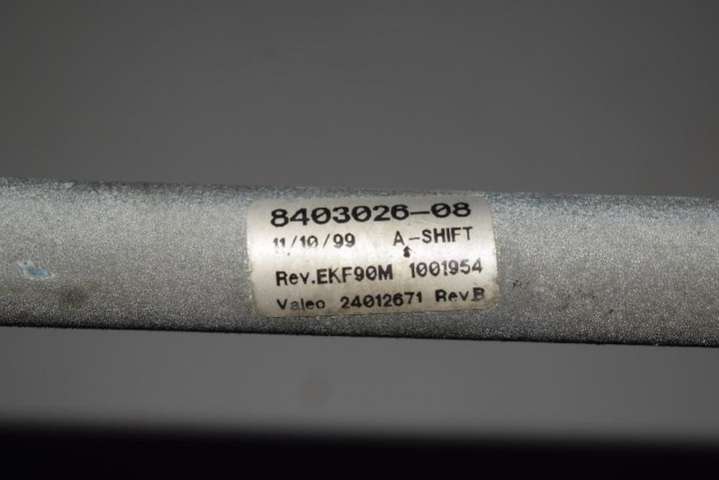 8403026-08
11/10/99 A-SHIFT
Rev.EKF90M 1001954
Valeo 24012671 Rev.B